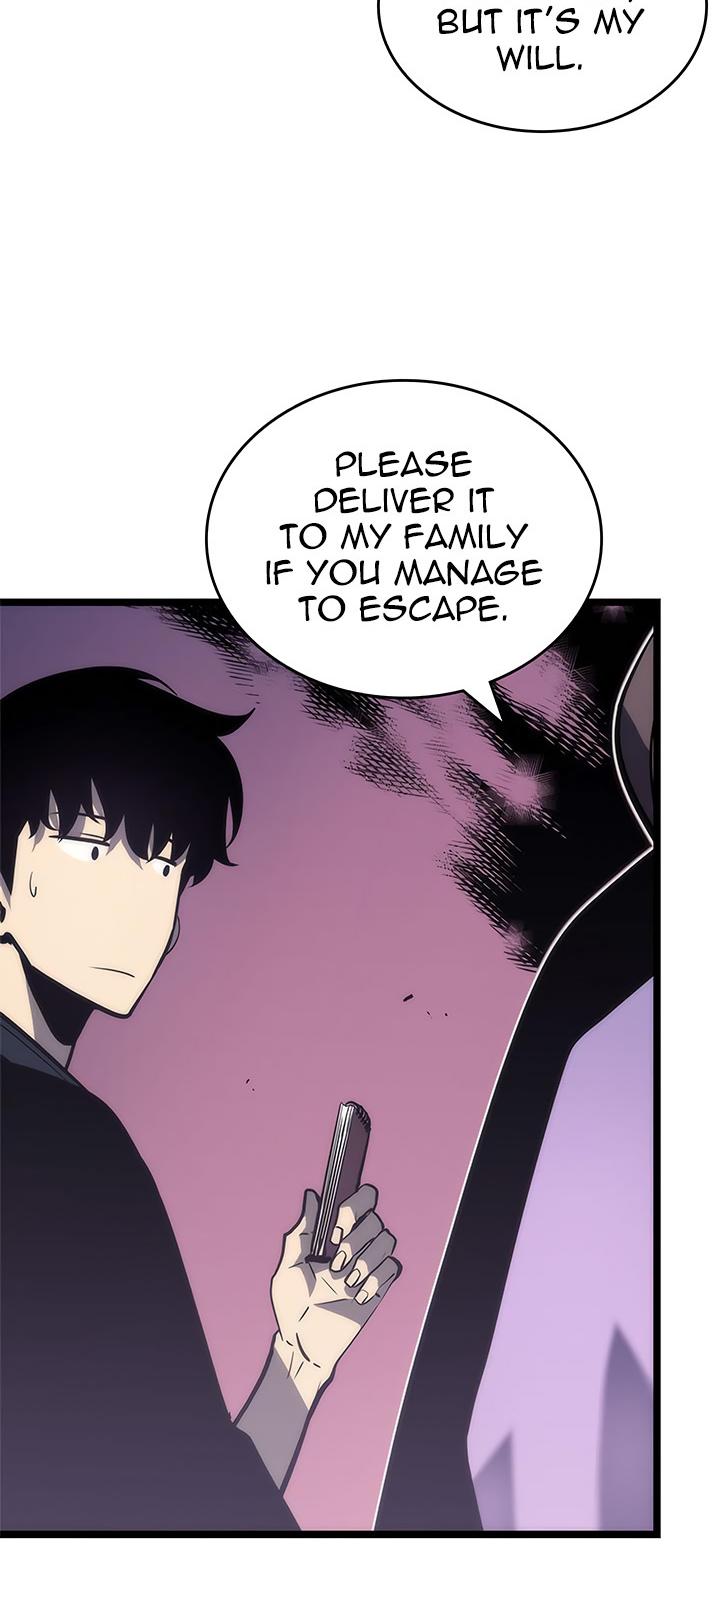 BUT IT'S MY
WILL.
PLEASE
DELIVER IT
TO MY FAMILY
IF YOU MANAGE
TO ESCAPE.